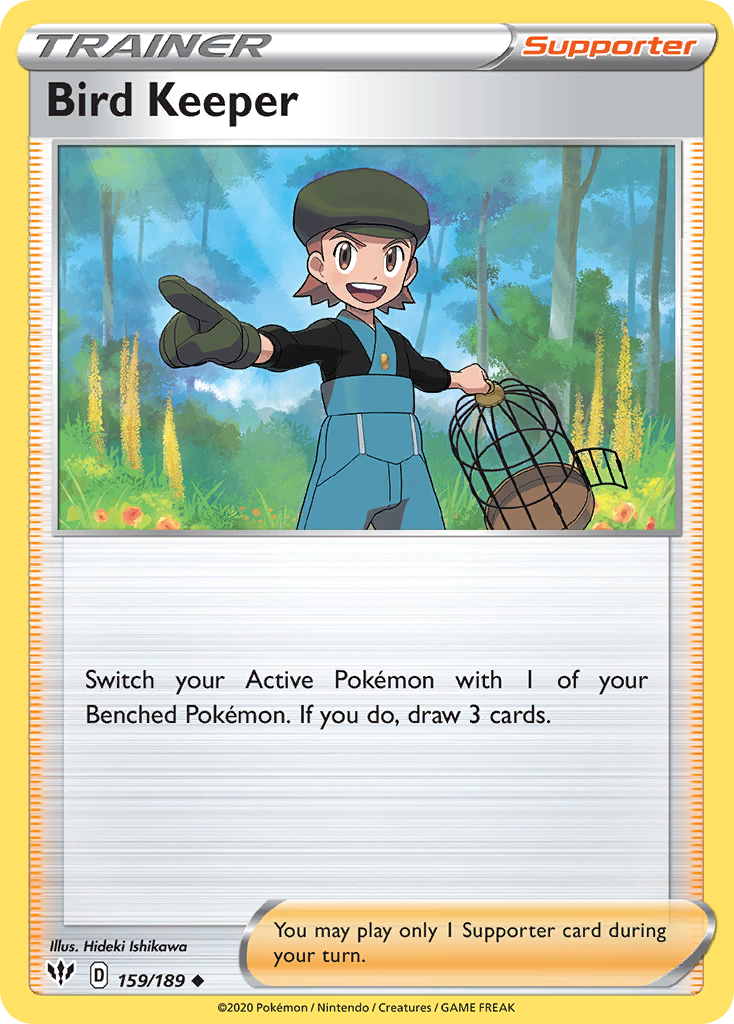 TRAINER Supporter
Bird Keeper
Switch your Active Pokémon with 1 of your
Benched Pokémon. If you do, draw 3 cards.
You may play only 1 Supporter card during
your turn.
Illus. Hideki Ishikawa
D 159/189
©2020 Pokémon / Nintendo / Creatures / GAME FREAK